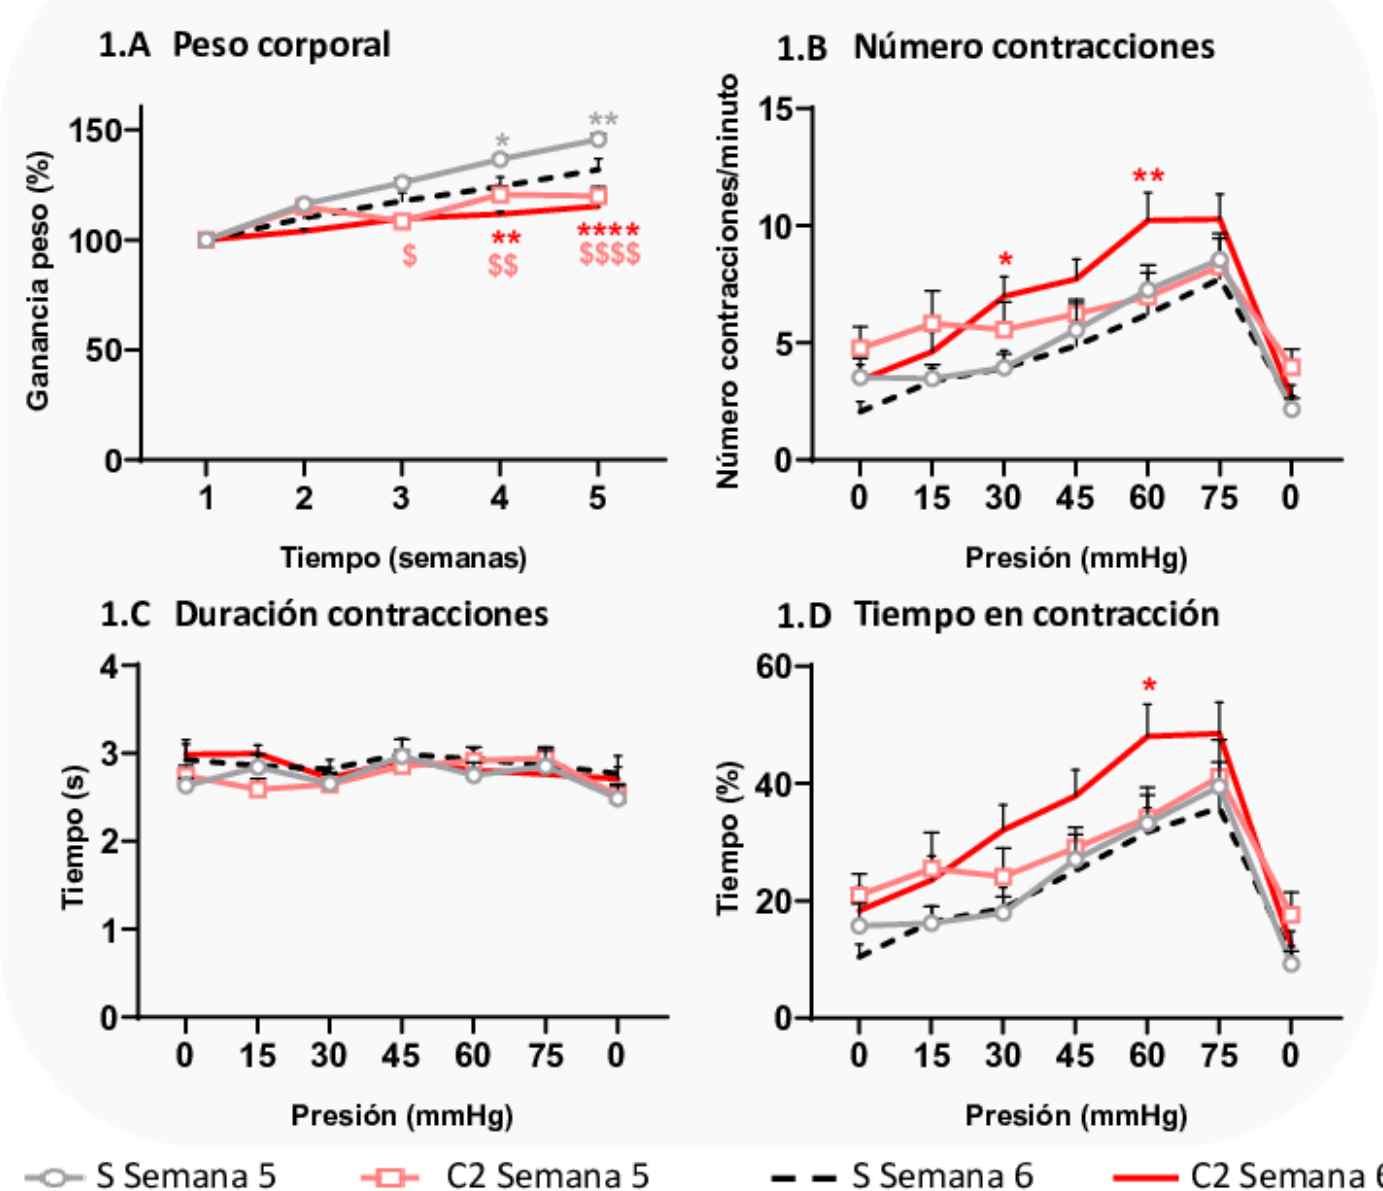 1.A Peso corporal
Ganancia peso (%)
150
100
50
0
* **
$ ** ****
$$ $$$$
1 2 3 4 5
Tiempo (semanas)
1.B Número contracciones
Número contracciones/minuto
15
10
5
0
* **
0 15 30 45 60 75 0
Presión (mmHg)
1.C Duración contracciones
Tiempo (s)
4
3
2
1
0
0 15 30 45 60 75 0
Presión (mmHg)
1.D Tiempo en contracción
Tiempo (%)
60
40
20
0
*
0 15 30 45 60 75 0
Presión (mmHg)
S Semana 5 C2 Semana 5 S Semana 6 C2 Semana 6